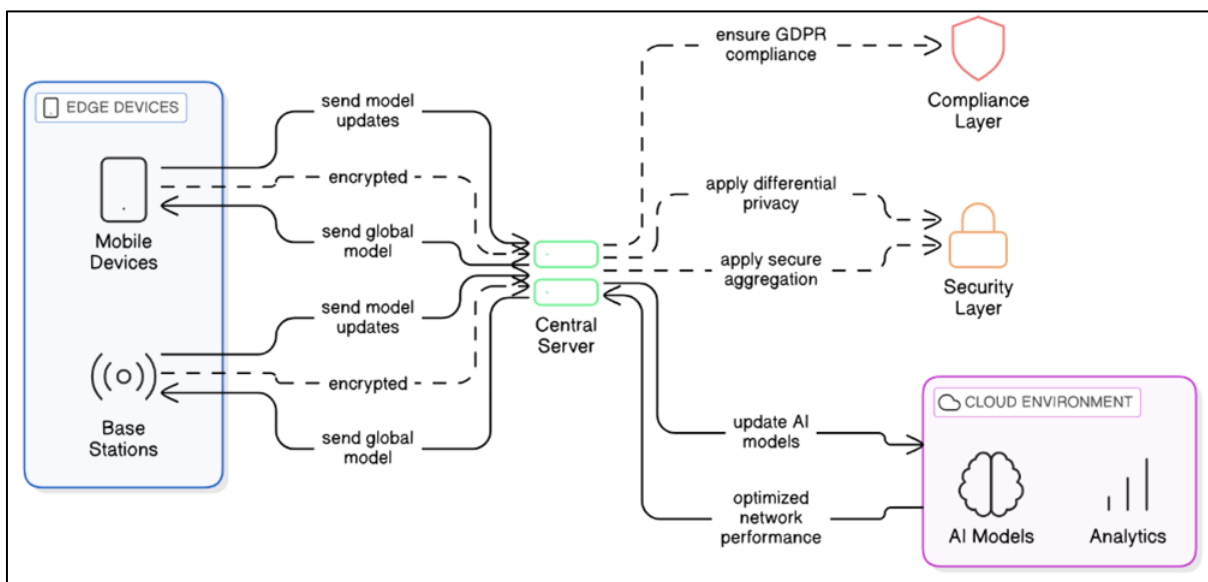 EDGE DEVICES
Mobile
Devices
Base
Stations
send model
updates
encrypted
send global
model
send model
updates
encrypted
send global
model
Central
Server
ensure GDPR
compliance
Compliance
Layer
apply differential
privacy
apply secure
aggregation
Security
Layer
update AI
models
optimized
network
performance
CLOUD ENVIRONMENT
AI Models
Analytics